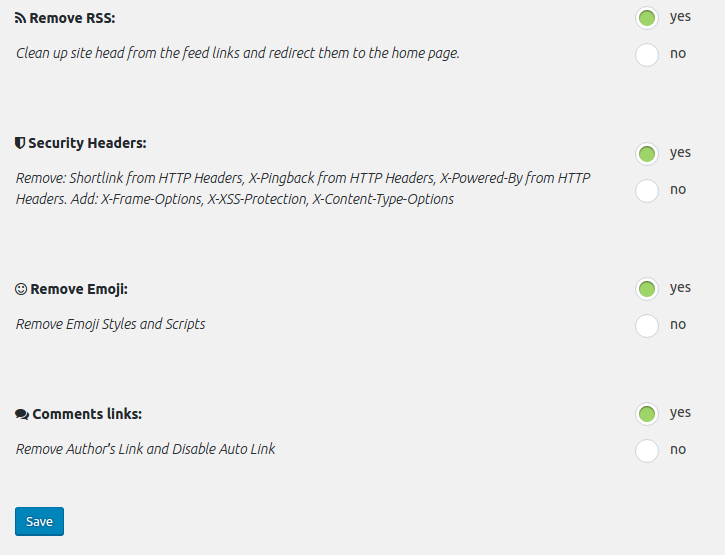 Remove RSS:
yes
Clean up site head from the feed links and redirect them to the home page.
no
Security Headers:
yes
Remove: Shortlink from HTTP Headers, X-Pingback from HTTP Headers, X-Powered-By from HTTP
no
Headers. Add: X-Frame-Options, X-XSS-Protection, X-Content-Type-Options
Remove Emoji:
yes
Remove Emoji Styles and Scripts
no
Comments links:
yes
Remove Author's Link and Disable Auto Link
no
Save